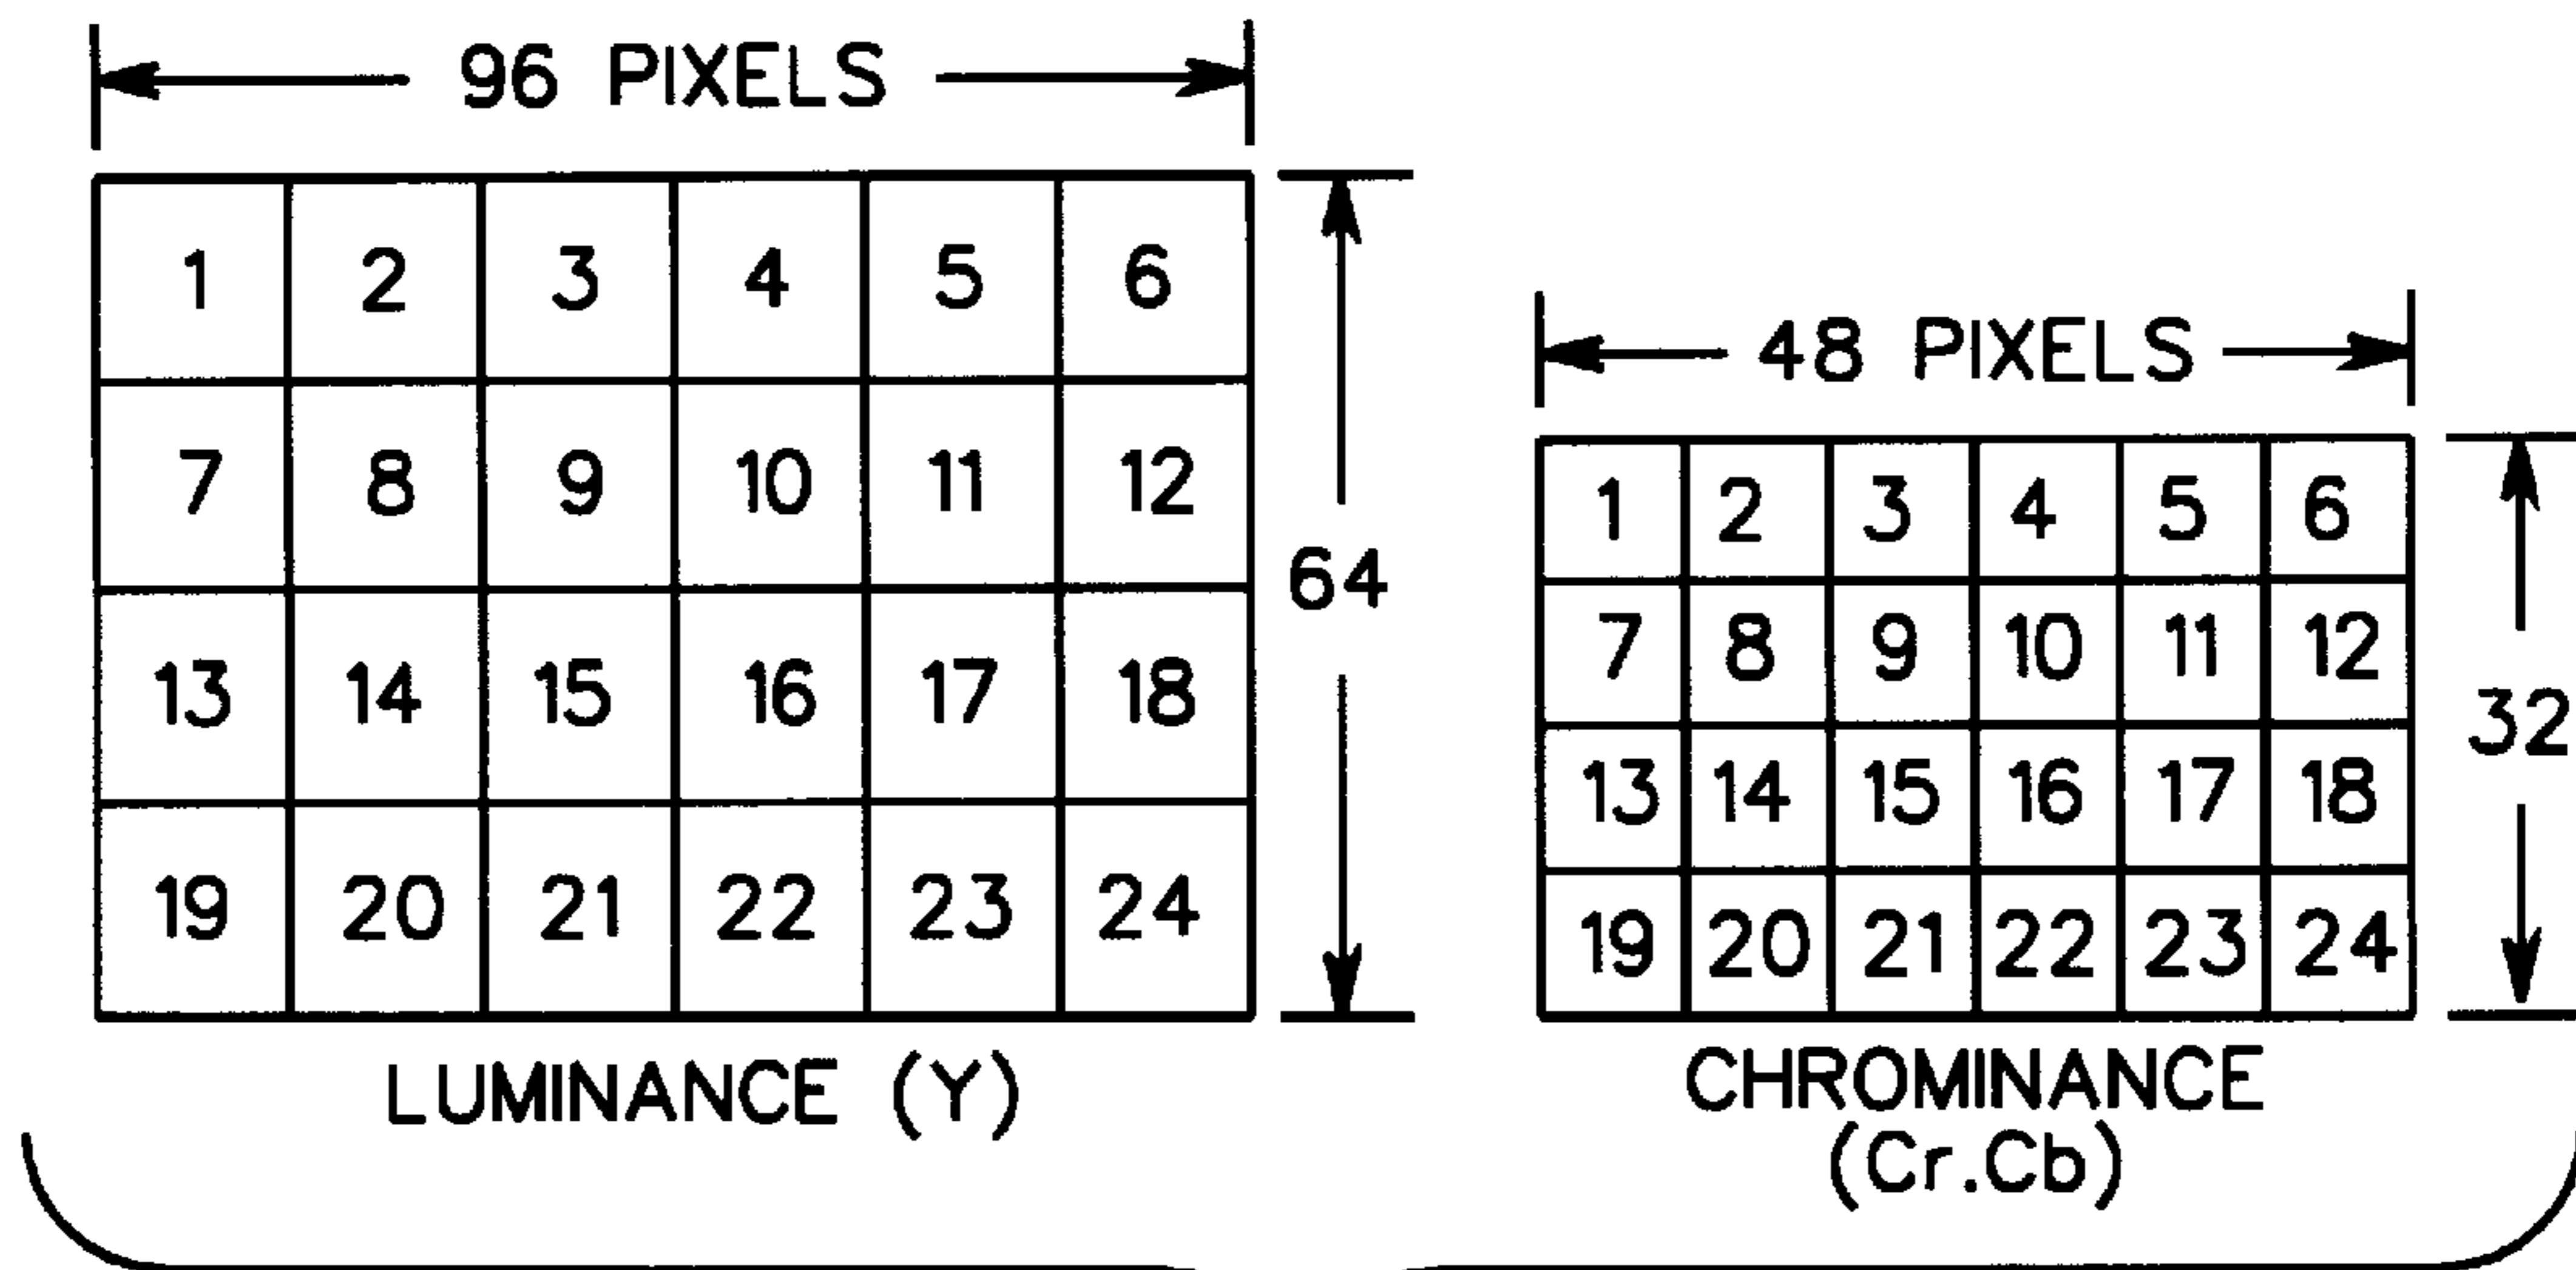 96 PIXELS
1 2 3 4 5 6
7 8 9 10 11 12
13 14 15 16 17 18
19 20 21 22 23 24
64
LUMINANCE (Y)
48 PIXELS
1 2 3 4 5 6
7 8 9 10 11 12
13 14 15 16 17 18
19 20 21 22 23 24
32
CHROMINANCE
(Cr.Cb)